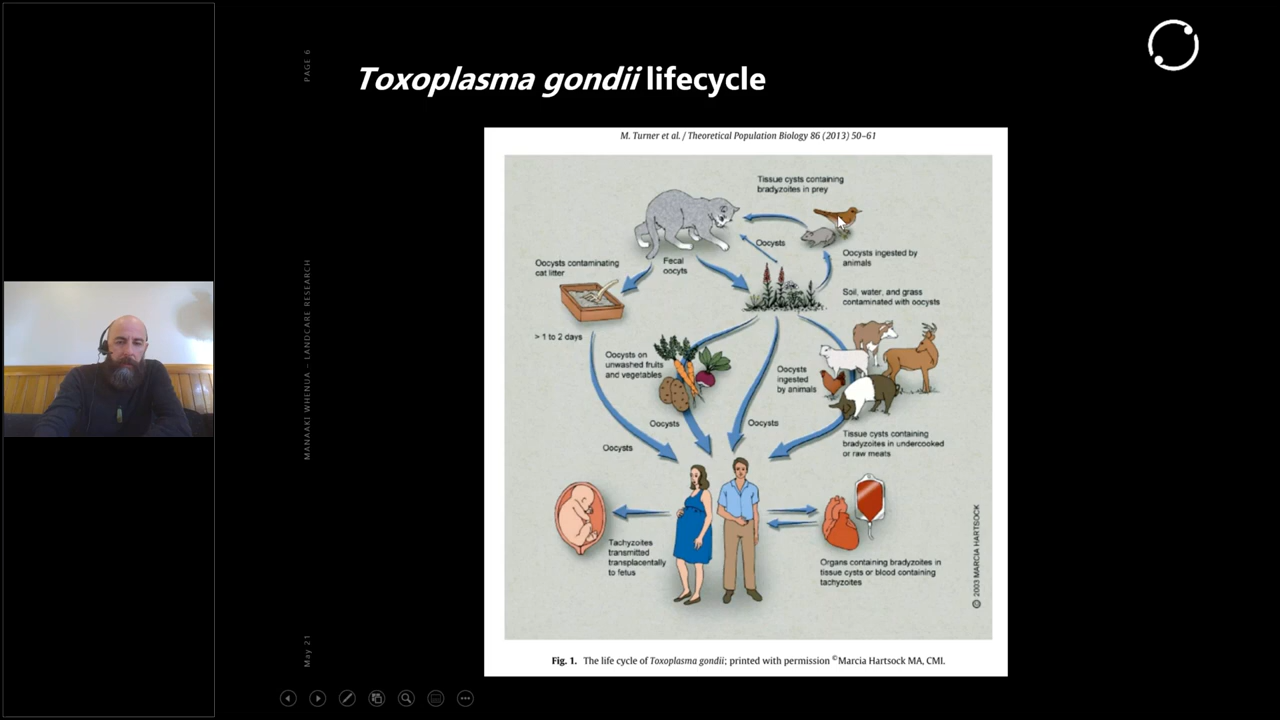 PAGE 6
Toxoplasma gondii lifecycle
M. Turner et al. / Theoretical Population Biology 86 (2013) 50–61
Tissue cysts containing
bradyzoites in prey
Oocysts
Oocysts ingested by
animals
Oocysts contaminating
cat litter
Fecal
oocyts
Soil, water, and grass
contaminated with oocysts
> 1 to 2 days
Oocysts on
unwashed fruits
and vegetables
Oocysts
ingested
by animals
Oocysts
Oocysts
Oocysts
Tissue cysts containing
bradyzoites in undercooked
or raw meats
Tachyzoites
transmitted
transplacentally
to fetus
Organs containing bradyzoites in
tissue cysts or blood containing
tachyzoites
© 2003 MARCIA HARTSOCK
Fig. 1. The life cycle of Toxoplasma gondii; printed with permission ©Marcia Hartsock MA, CMI.
MANAAKI WHENUA – LANDCARE RESEARCH
May 21